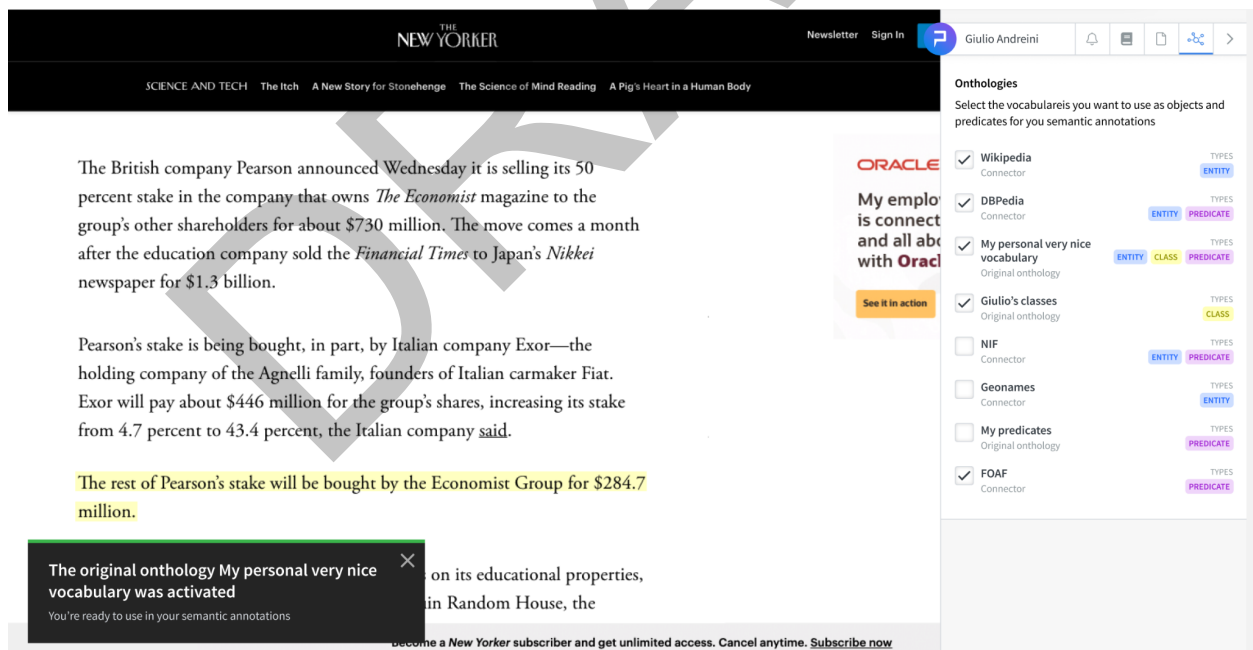 THE
NEW YORKER
Newsletter Sign In
Giulio Andreini
SCIENCE AND TECH The Itch A New Story for Stonehenge The Science of Mind Reading A Pig's Heart in a Human Body
The British company Pearson announced Wednesday it is selling its 50
percent stake in the company that owns The Economist magazine to the
group's other shareholders for about $730 million. The move comes a month
after the education company sold the Financial Times to Japan's Nikkei
newspaper for $1.3 billion.
Pearson's stake is being bought, in part, by Italian company Exor—the
holding company of the Agnelli family, founders of Italian carmaker Fiat.
Exor will pay about $446 million for the group's shares, increasing its stake
from 4.7 percent to 43.4 percent, the Italian company said.
The rest of Pearson's stake will be bought by the Economist Group for $284.7
million.
on its educational properties,
Random House, the
Become a New Yorker subscriber and get unlimited access. Cancel anytime. Subscribe now
The original onthology My personal very nice
vocabulary was activated
You're ready to use in your semantic annotations
ORACLE
My emplo
is connect
and all abo
with Oracl
See it in action
Onthologies
Select the vocabulareis you want to use as objects and
predicates for you semantic annotations
Wikipedia TYPES
Connector ENTITY
DBPedia TYPES
Connector ENTITY PREDICATE
My personal very nice TYPES
vocabulary ENTITY CLASS PREDICATE
Original onthology
Giulio's classes TYPES
Original onthology CLASS
NIF TYPES
Connector ENTITY PREDICATE
Geonames TYPES
Connector ENTITY
My predicates TYPES
Original onthology PREDICATE
FOAF TYPES
Connector PREDICATE